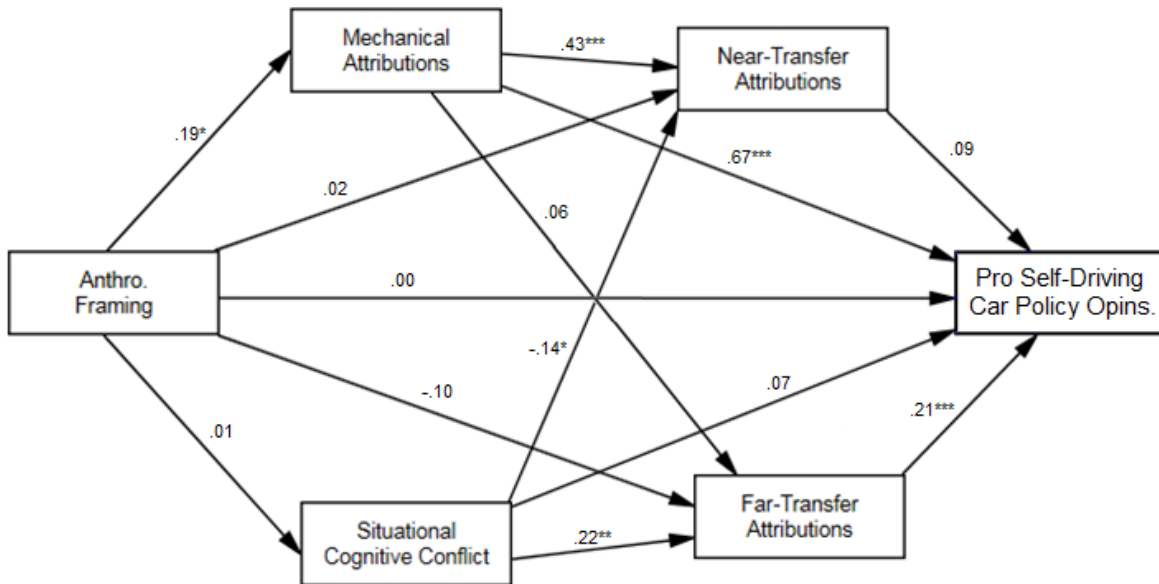 Mechanical
Attributions
.43***
Near-Transfer
Attributions
.19*
.67***
.09
.02
.06
Anthro.
Framing
.00
Pro Self-Driving
Car Policy Opins.
-.14*
.07
-.10
.21***
.01
Situational
Cognitive Conflict
.22**
Far-Transfer
Attributions